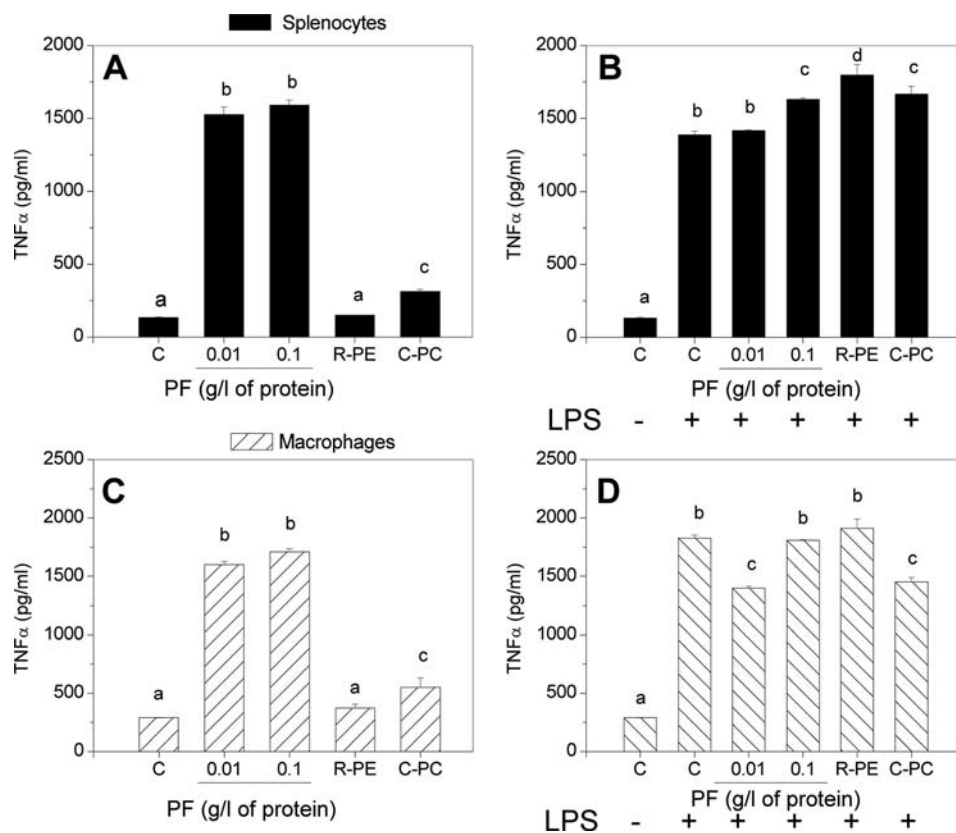 Splenocytes
A
TNFα (pg/ml)
2000
1500
1000
500
0
a
b
b
a
c
C 0.01 0.1 R-PE C-PC
PF (g/l of protein)
B
TNFα (pg/ml)
2000
1500
1000
500
0
a
b
b
c
d
c
C C 0.01 0.1 R-PE C-PC
PF (g/l of protein)
LPS - + + + + +
Macrophages
C
TNFα (pg/ml)
2500
2000
1500
1000
500
0
a
b
b
a
c
C 0.01 0.1 R-PE C-PC
PF (g/l of protein)
D
TNFα (pg/ml)
2500
2000
1500
1000
500
0
a
b
c
b
b
c
C C 0.01 0.1 R-PE C-PC
PF (g/l of protein)
LPS - + + + + +